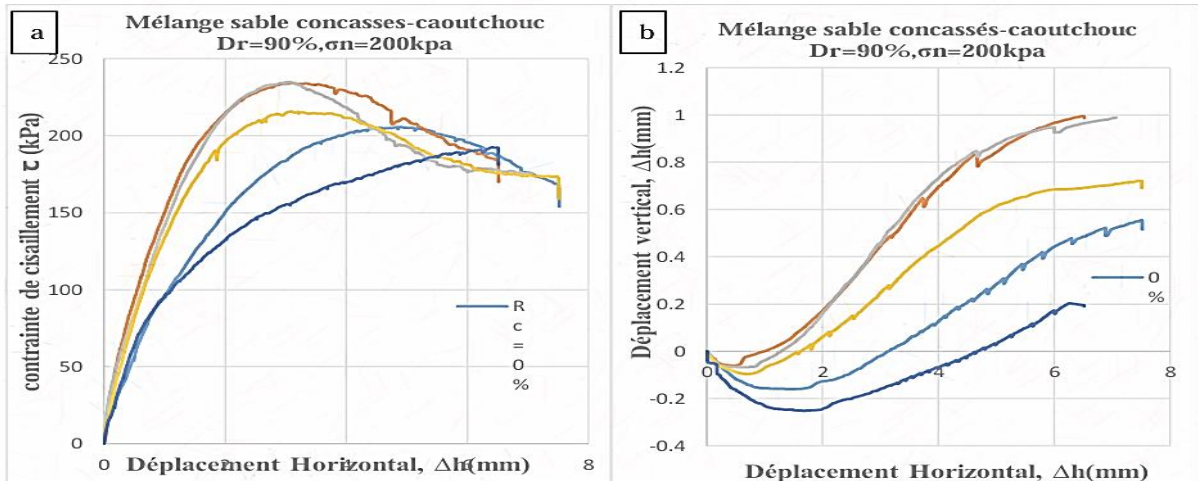 a
Mélange sable concasses-caoutchouc
Dr=90%,σn=200kpa
250
200
150
100
50
0
contrainte de cisaillement τ (kPa)
R
c
=
0
%
0
2
4
6
8
Déplacement Horizontal, Δh(mm)
b
Mélange sable concassés-caoutchouc
Dr=90%,σn=200kpa
1.2
1
0.8
0.6
0.4
0.2
0
-0.2
-0.4
Déplacement vertical, Δh(mm)
0
%
0
2
4
6
8
Déplacement Horizontal, Δh(mm)